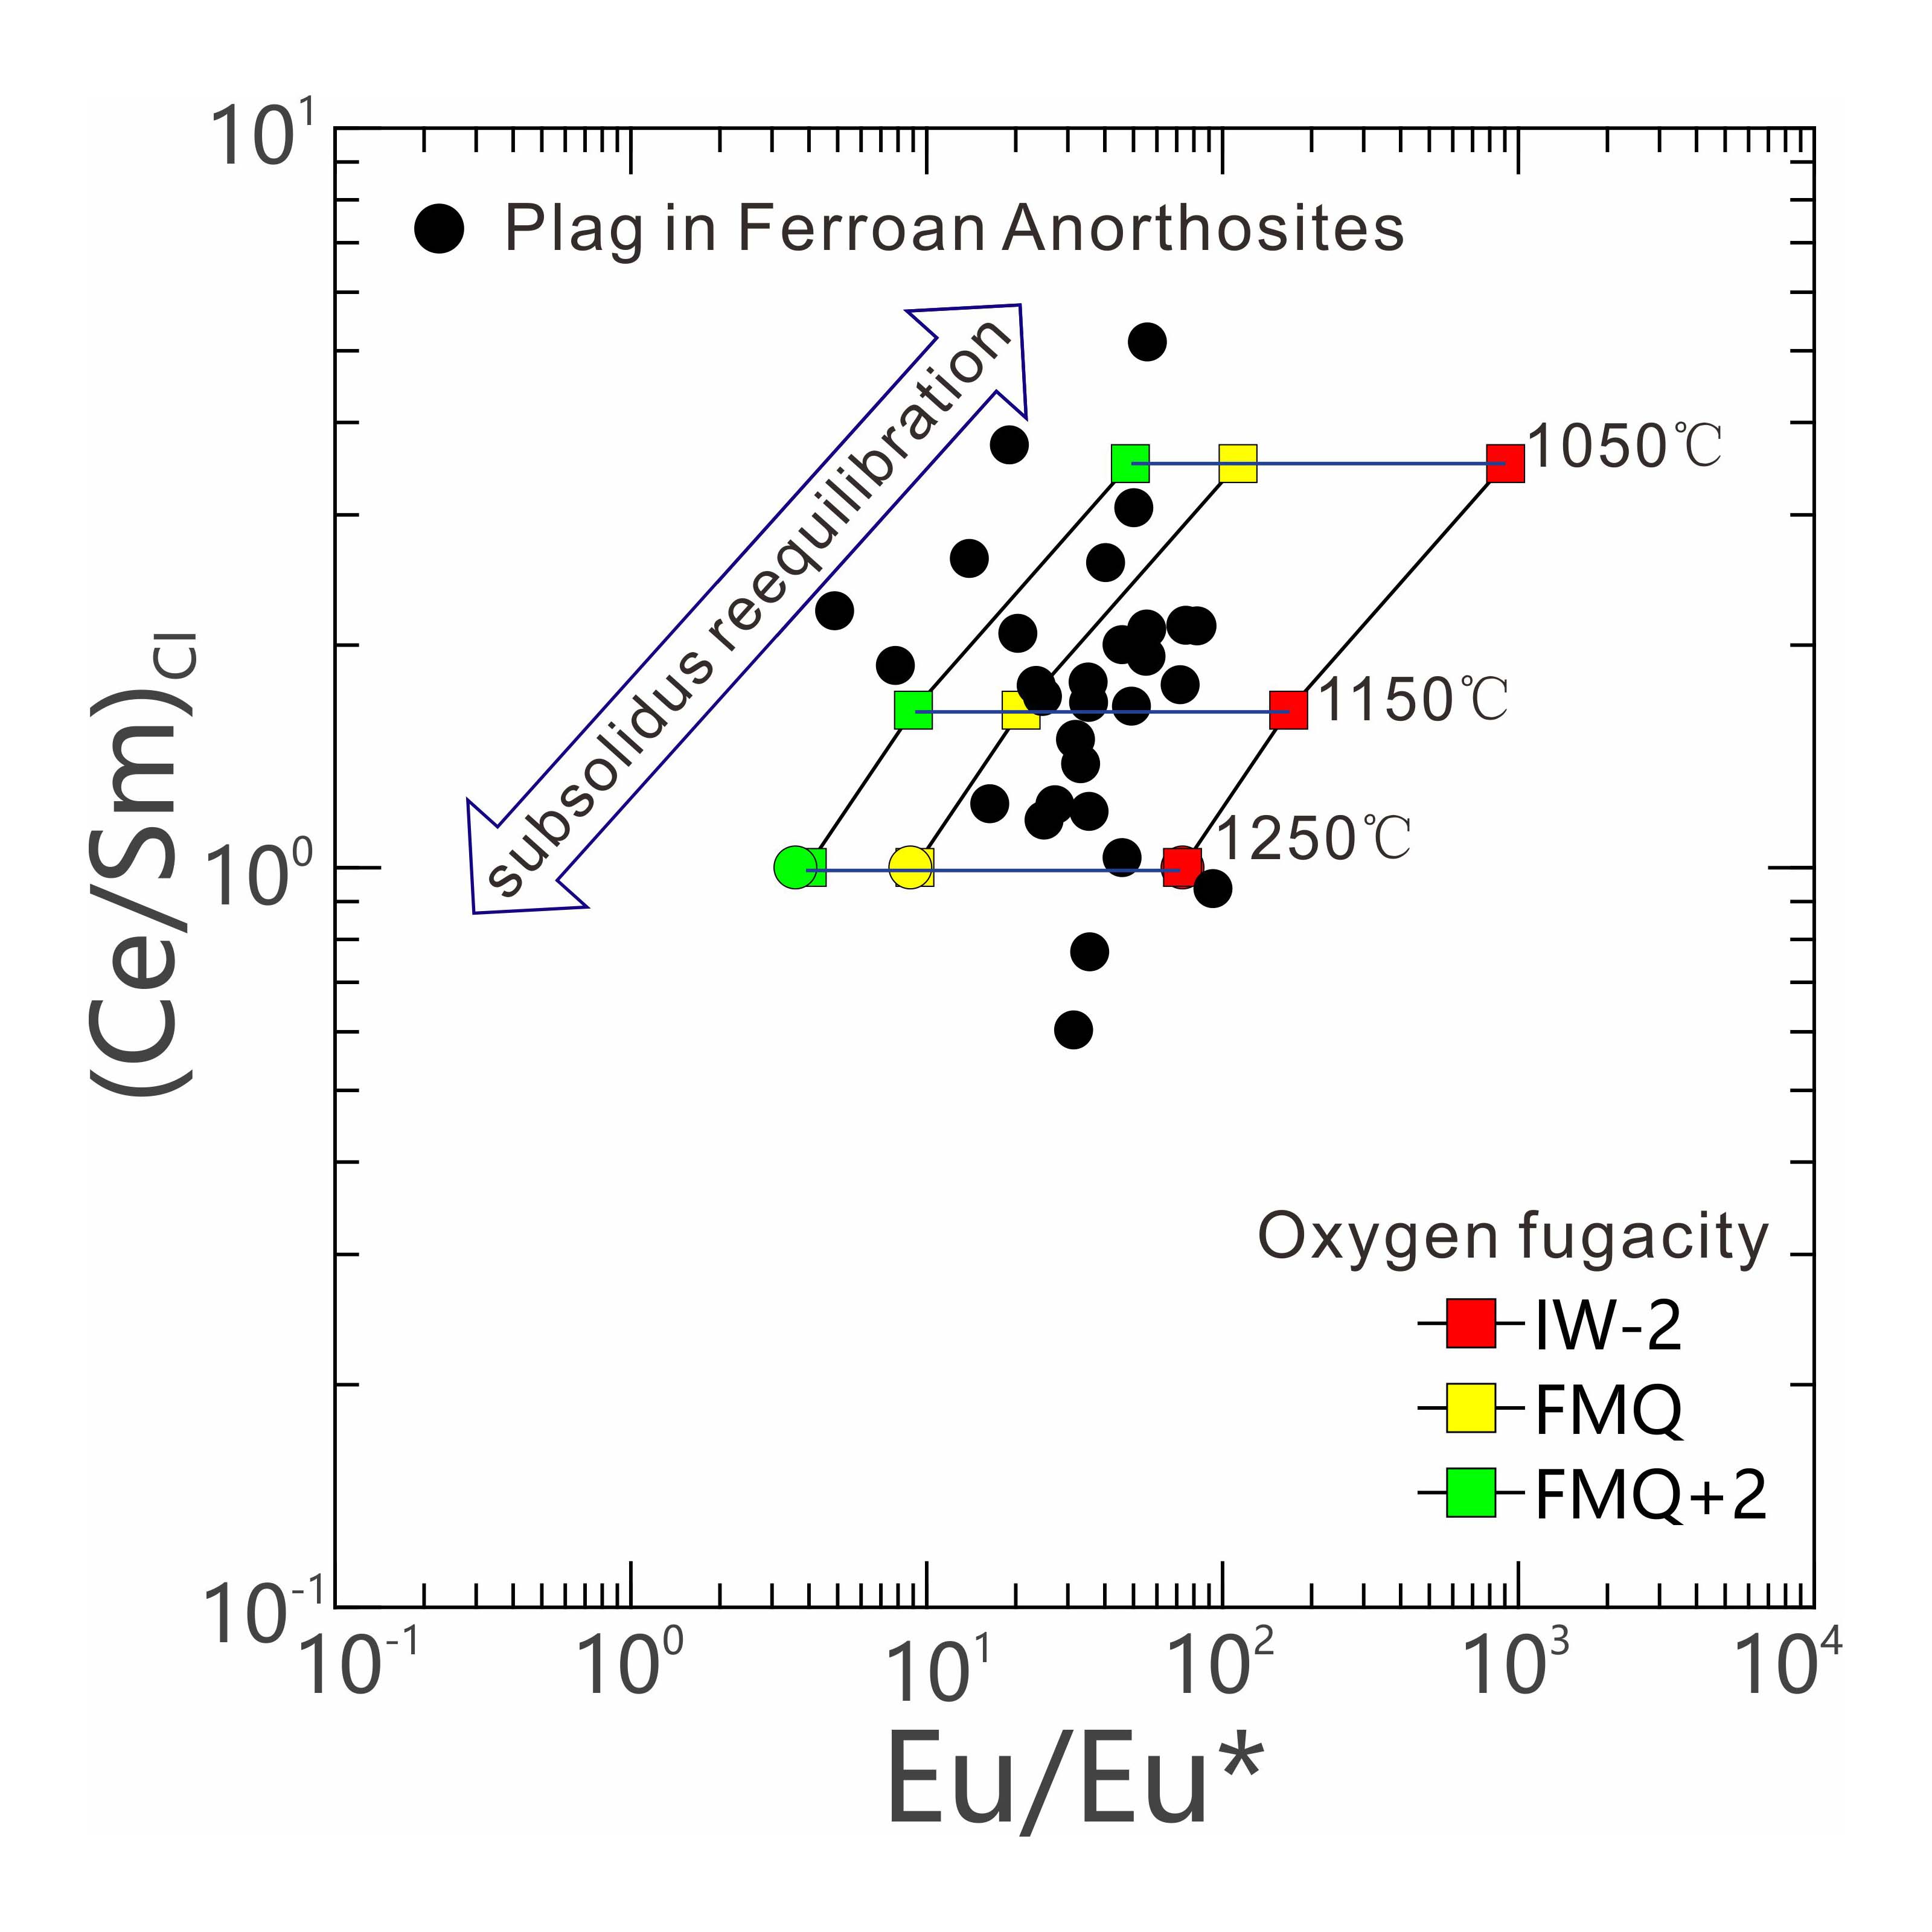 10¹
Plag in Ferroan Anorthosites
subsolidus reequilibration
1050℃
1150℃
1250℃
(Ce/Sm)CI
10⁰
Oxygen fugacity
IW-2
FMQ
FMQ+2
10⁻¹
10⁻¹ 10⁰ 10¹ 10² 10³ 10⁴
Eu/Eu*